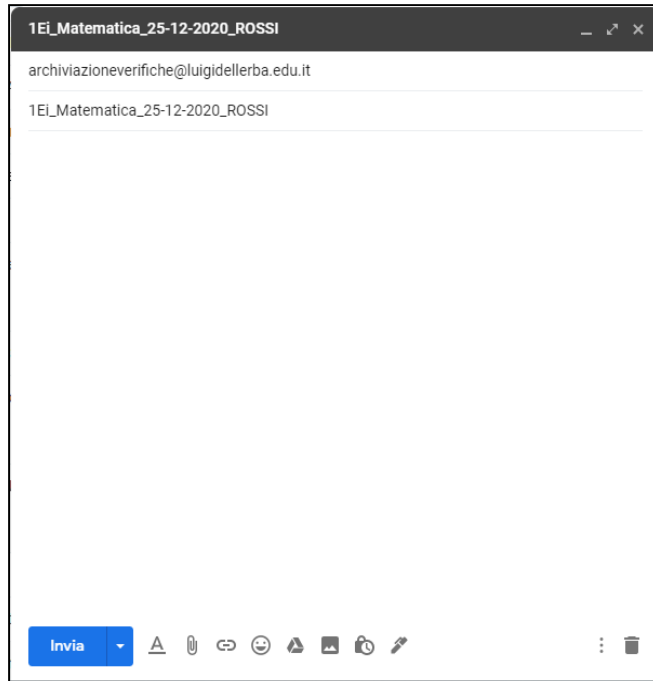 1Ei_Matematica_25-12-2020_ROSSI
archiviazioneverifiche@luigidellerba.edu.it
1Ei_Matematica_25-12-2020_ROSSI
Invia